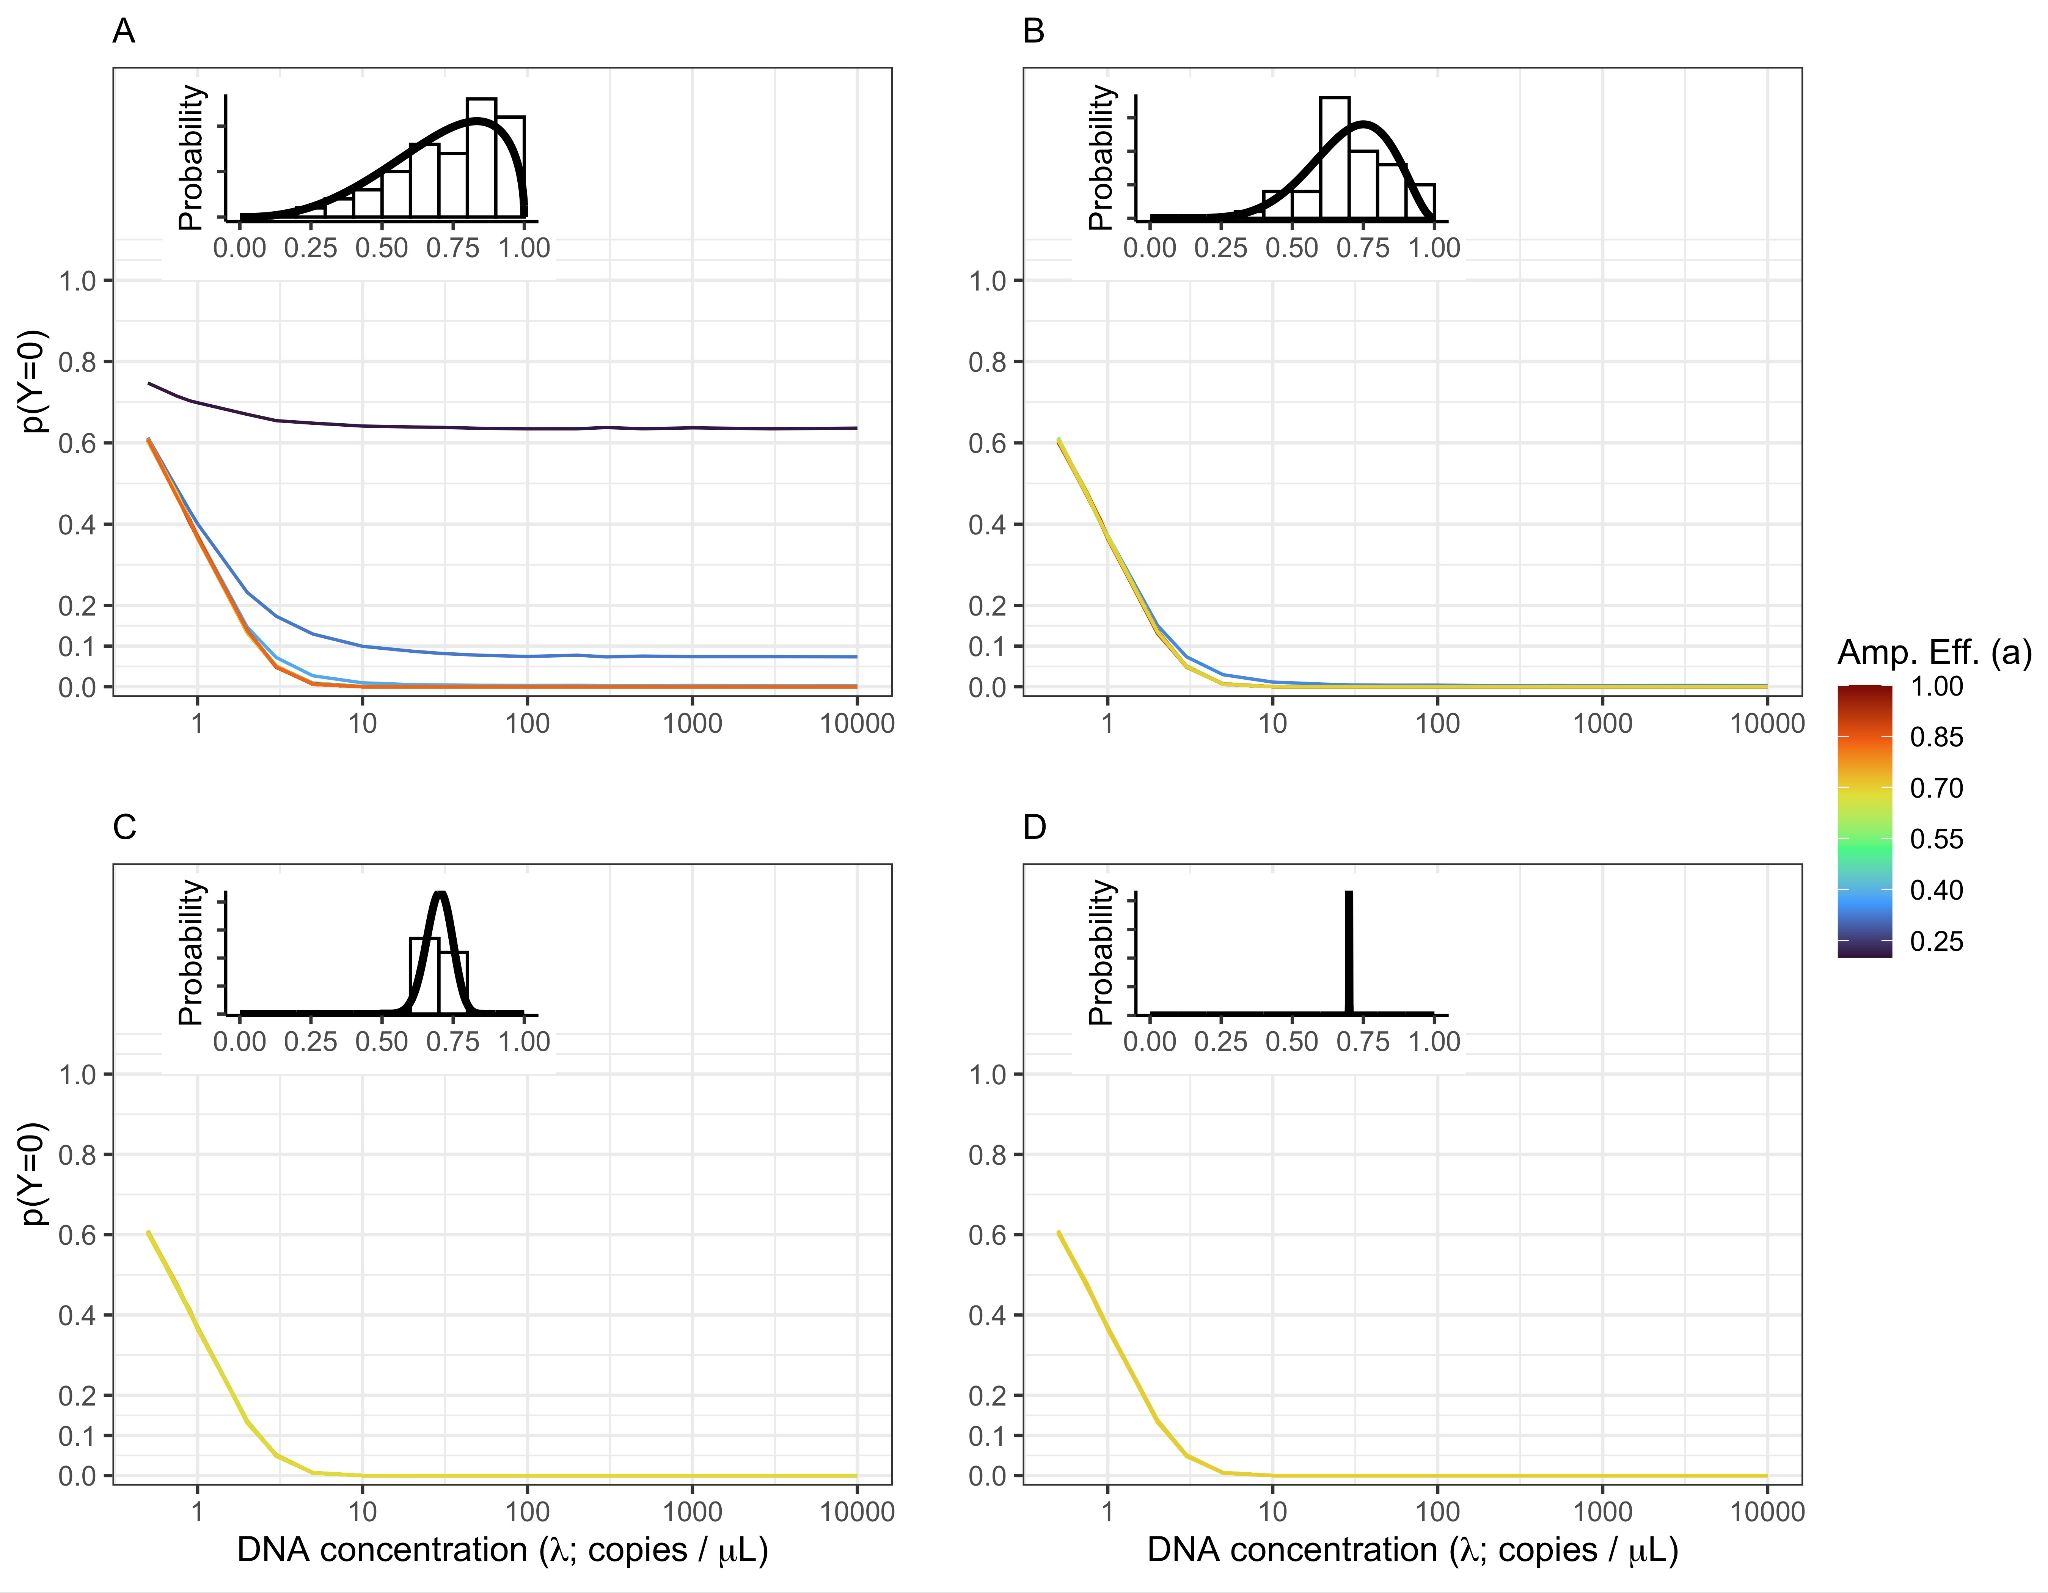 A
B
Probability
0.00 0.25 0.50 0.75 1.00
Probability
0.00 0.25 0.50 0.75 1.00
p(Y=0)
1.0
0.8
0.6
0.4
0.2
0.1
0.0
1 10 100 1000 10000
1.0
0.8
0.6
0.4
0.2
0.1
0.0
1 10 100 1000 10000
Amp. Eff. (a)
1.00
0.85
0.70
0.55
0.40
0.25
C
D
Probability
0.00 0.25 0.50 0.75 1.00
Probability
0.00 0.25 0.50 0.75 1.00
p(Y=0)
1.0
0.8
0.6
0.4
0.2
0.1
0.0
1 10 100 1000 10000
DNA concentration (λ; copies / μL)
1.0
0.8
0.6
0.4
0.2
0.1
0.0
1 10 100 1000 10000
DNA concentration (λ; copies / μL)